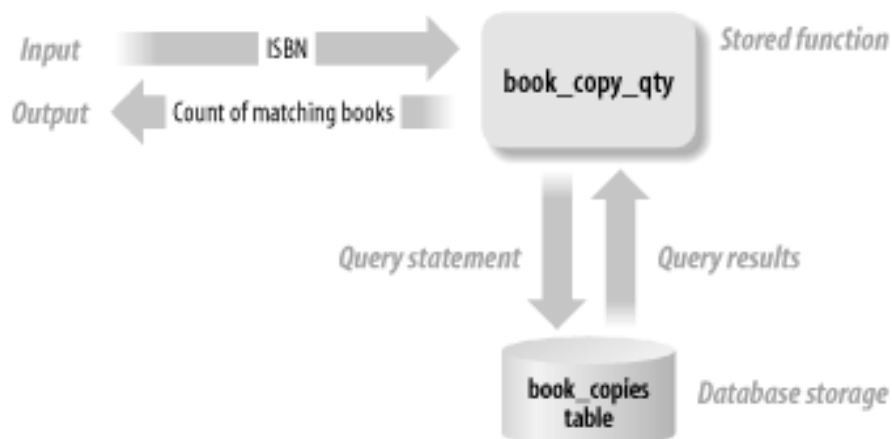 Input
ISBN
Stored function
book_copy_qty
Output
Count of matching books
Query statement
Query results
book_copies
table
Database storage